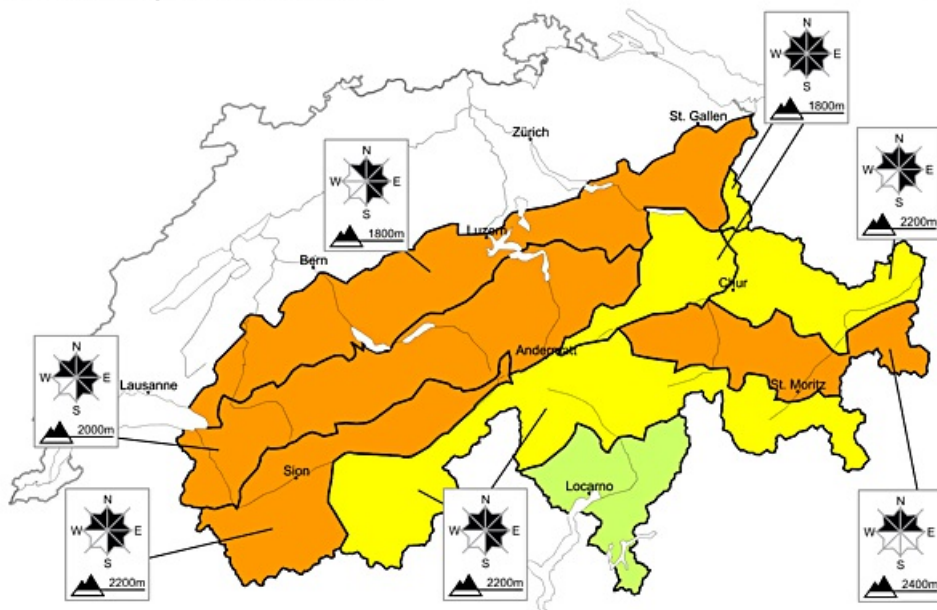 N
W E
S
1800m
St. Gallen
Zürich
N
W E
S
1800m
N
W E
S
2200m
Luzern
Bern
Chur
Andermatt
N
W E
S
2000m
Lausanne
St. Moritz
Sion
Locarno
N
W E
S
2200m
N
W E
S
2200m
N
W E
S
2400m